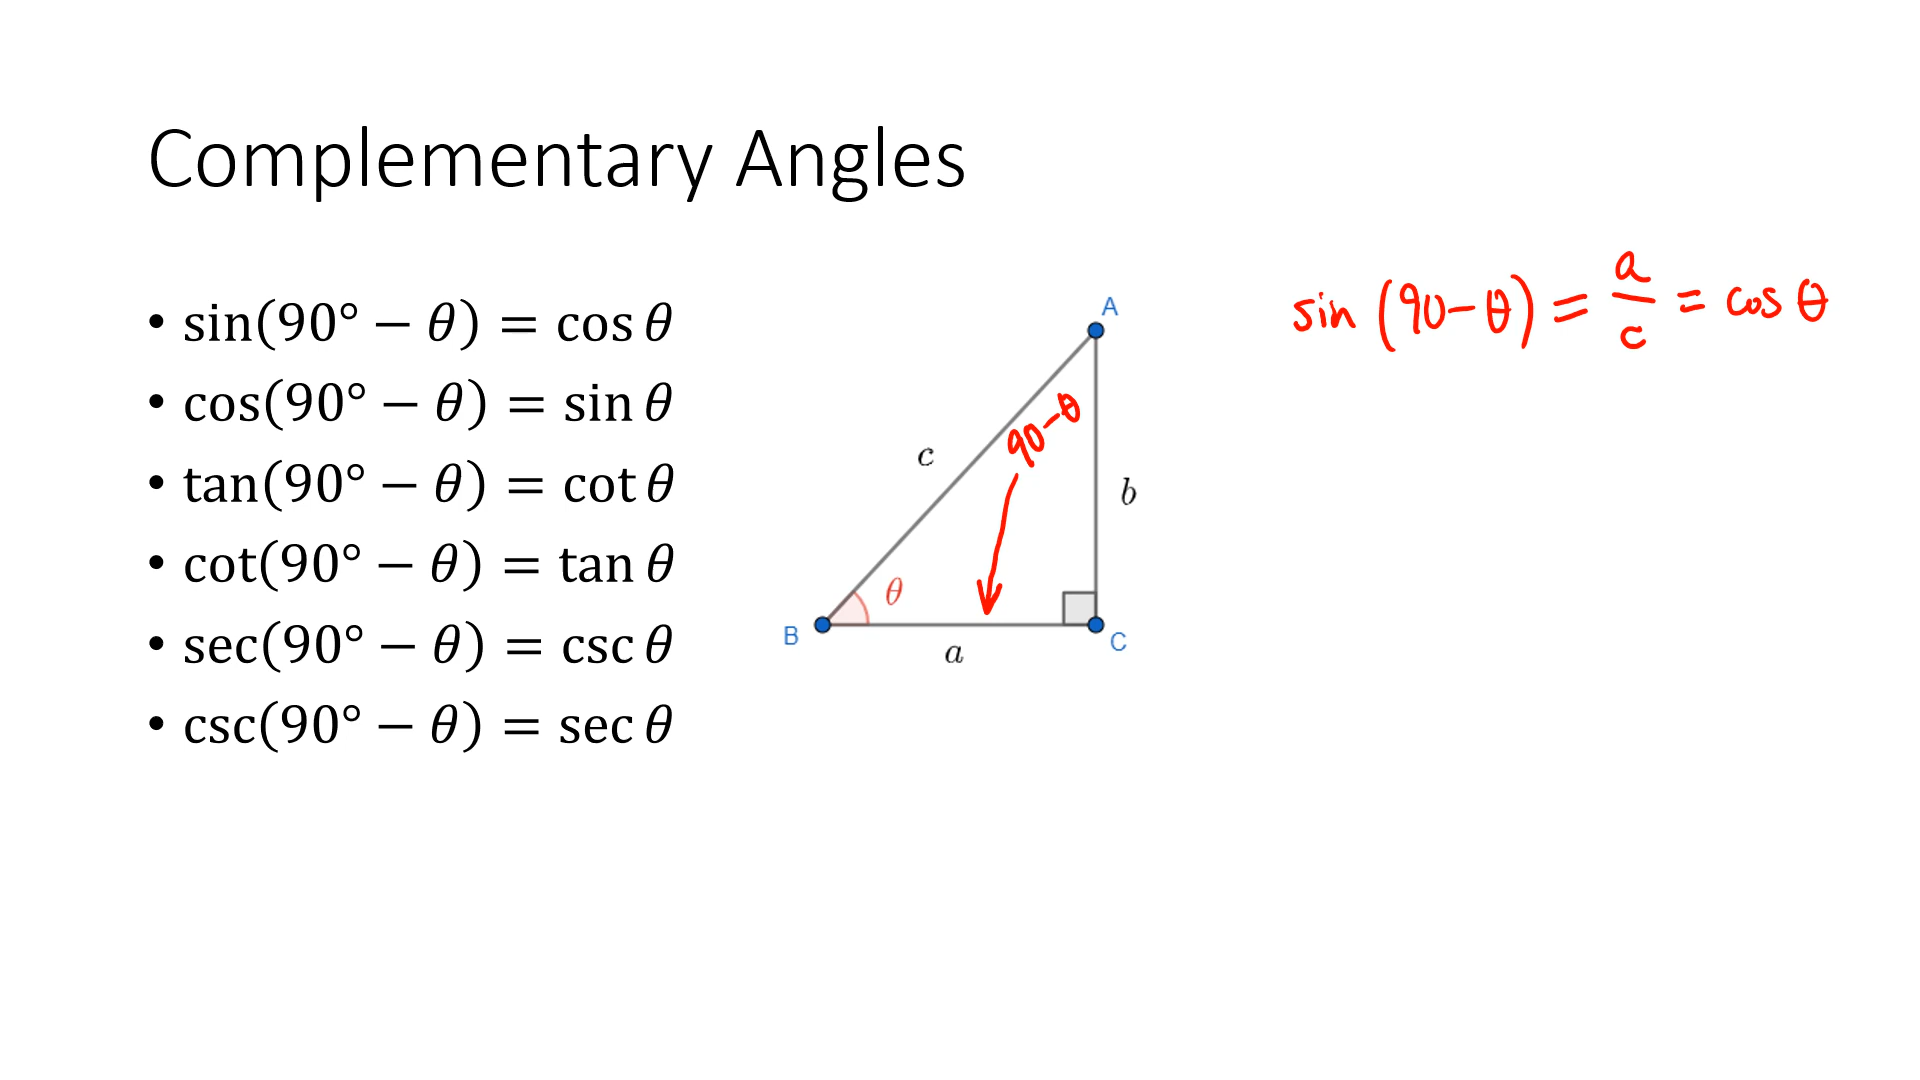 Complementary Angles
• sin(90° − θ) = cos θ
• cos(90° − θ) = sin θ
• tan(90° − θ) = cot θ
• cot(90° − θ) = tan θ
• sec(90° − θ) = csc θ
• csc(90° − θ) = sec θ
A
90-θ
c
b
θ
B
C
a
sin (90-θ) = a/c = cos θ